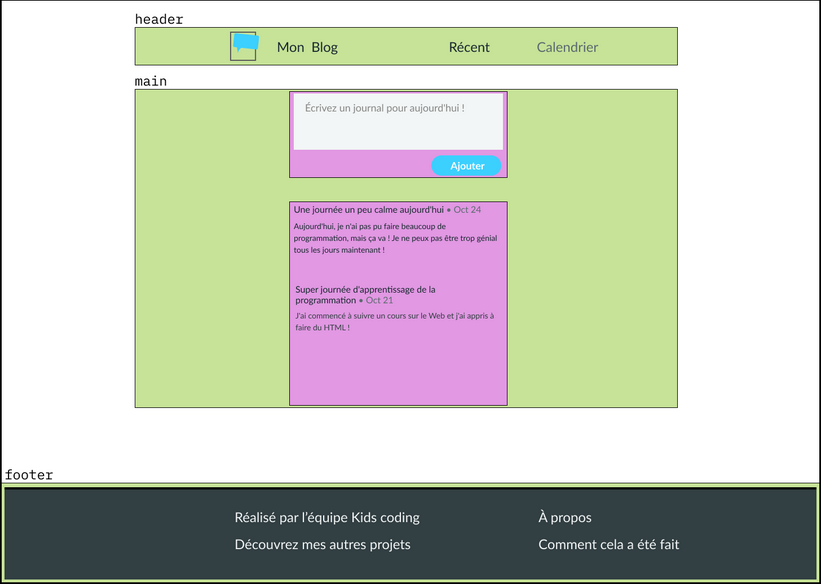 header
Mon Blog Récent Calendrier
main
Écrivez un journal pour aujourd'hui !
Ajouter
Une journée un peu calme aujourd'hui • Oct 24
Aujourd'hui, je n'ai pas pu faire beaucoup de
programmation, mais ça va ! Je ne peux pas être trop génial
tous les jours maintenant !
Super journée d'apprentissage de la
programmation • Oct 21
J'ai commencé à suivre un cours sur le Web et j'ai appris à
faire du HTML !
footer
Réalisé par l'équipe Kids coding
À propos
Découvrez mes autres projets
Comment cela a été fait